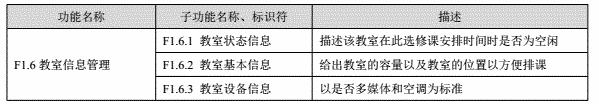 功能名称 子功能名称、标识符 描述
F1.6.1 教室状态信息 描述该教室在此选修课安排时间时是否为空闲
F1.6 教室信息管理 F1.6.2 教室基本信息 给出教室的容量以及教室的位置以方便排课
F1.6.3 教室设备信息 以是否多媒体和空调为标准